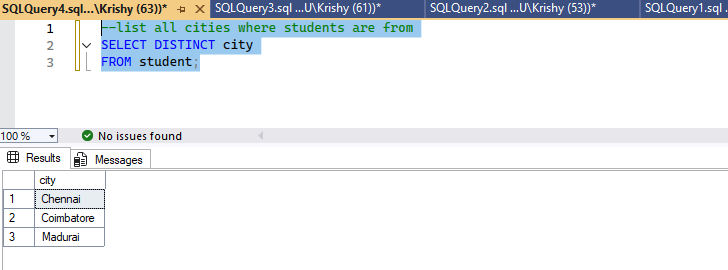 SQLQuery4.sql...\Krishy (63))* SQLQuery3.sql ...U\Krishy (61))* SQLQuery2.sql ...U\Krishy (53))* SQLQuery1.sql ...
1 --list all cities where students are from
2 SELECT DISTINCT city
3 FROM student;
100 % No issues found
Results Messages
city
1 Chennai
2 Coimbatore
3 Madurai